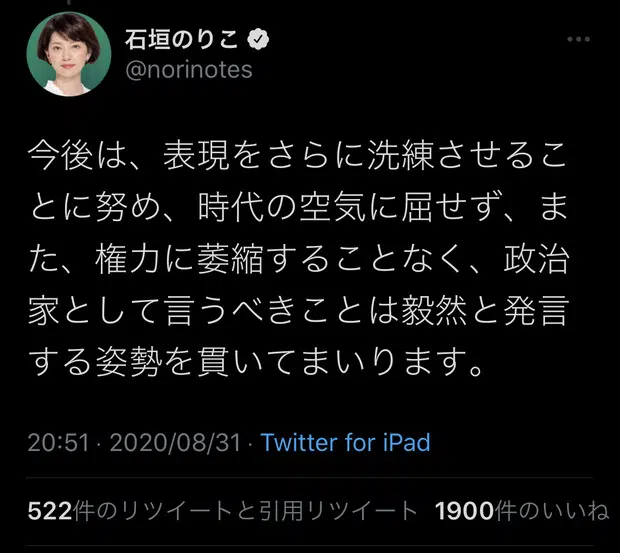 石垣のりこ
@norinotes
今後は、表現をさらに洗練させるこ
とに努め、時代の空気に屈せず、ま
た、権力に萎縮することなく、政治
家として言うべきことは毅然と発言
する姿勢を貫いてまいります。
20:51 · 2020/08/31 · Twitter for iPad
522件のリツイートと引用リツイート 1900件のいいね